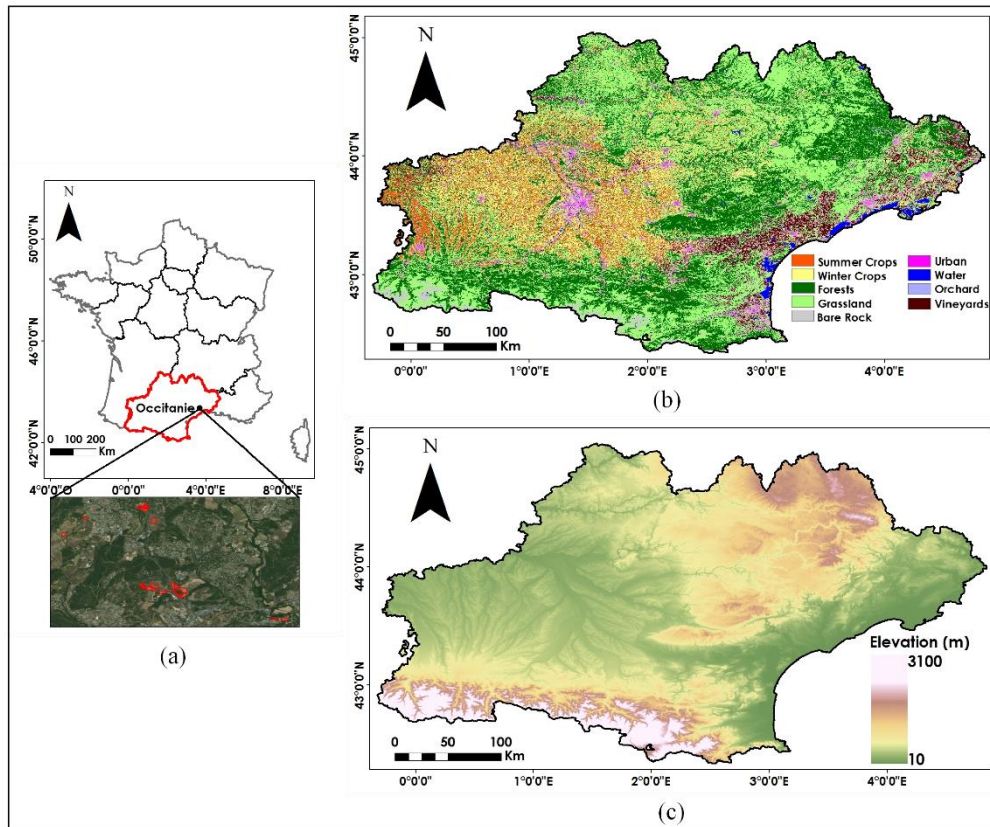 N
50°0'0"N
46°0'0"N
42°0'0"N
Occitanie
0 100 200
Km
4°0'0"O 0°0'0"E 4°0'0"E 8°0'0"E
(a)
N
45°0'0"N
44°0'0"N
43°0'0"N
Summer Crops
Winter Crops
Forests
Grassland
Bare Rock
Urban
Water
Orchard
Vineyards
0 50 100
Km
0°0'0"E 1°0'0"E 2°0'0"E 3°0'0"E 4°0'0"E
(b)
N
45°0'0"N
44°0'0"N
43°0'0"N
Elevation (m)
3100
10
0 50 100
Km
0°0'0"E 1°0'0"E 2°0'0"E 3°0'0"E 4°0'0"E
(c)